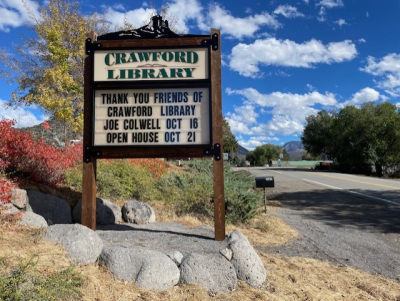 CRAWFORD
LIBRARY
THANK YOU FRIENDS OF
CRAWFORD LIBRARY
JOE COLWELL OCT 16
OPEN HOUSE OCT 21